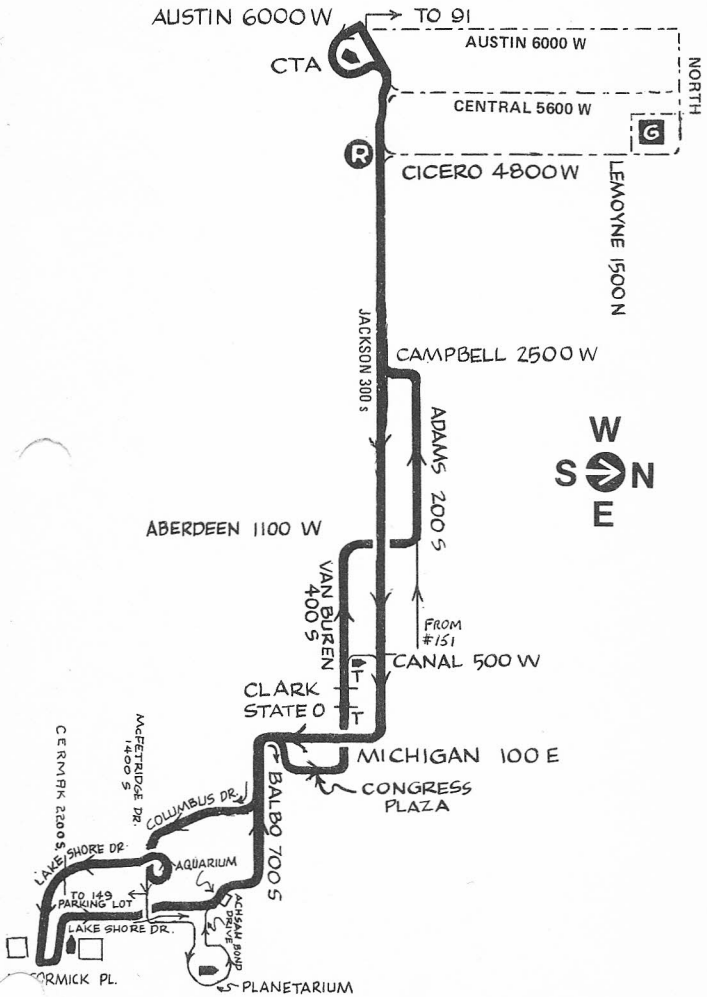 AUSTIN 6000 W
TO 91
AUSTIN 6000 W
CTA
NORTH
CENTRAL 5600 W
G
R
CICERO 4800 W
LEMOYNE 1500 N
JACKSON 300 s
CAMPBELL 2500 W
ADAMS 200 S
W
S N
E
ABERDEEN 1100 W
VAN BUREN
400 S
FROM
#151
CANAL 500 W
T
CLARK
STATE 0
T
MICHIGAN 100 E
CONGRESS
PLAZA
BALBO 700 S
McFETRIDGE DR.
1400 S
CERMAK 2200 S.
COLUMBUS DR.
LAKE SHORE DR.
AQUARIUM
TO 149
PARKING LOT
LAKE SHORE DR.
ACHSAH BOND
DRIVE
PL.
PLANETARIUM